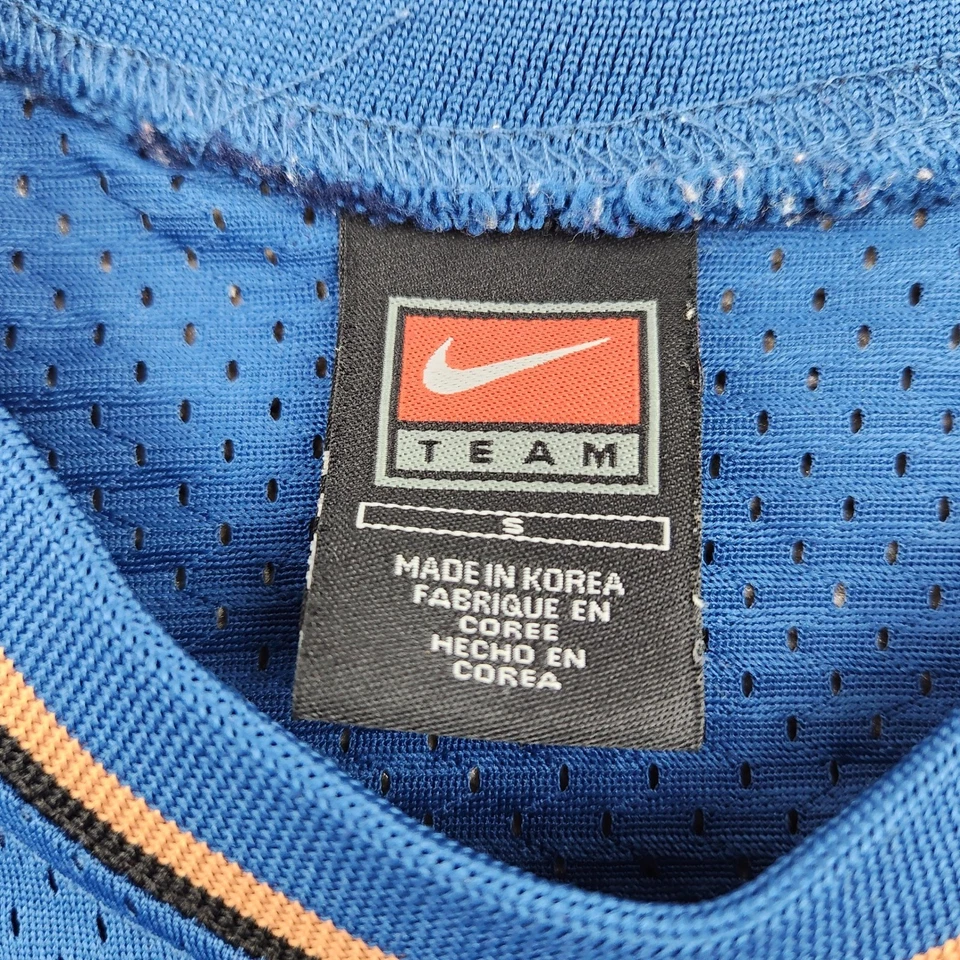 TEAM
S
MADE IN KOREA
FABRIQUE EN
COREE
HECHO EN
COREA